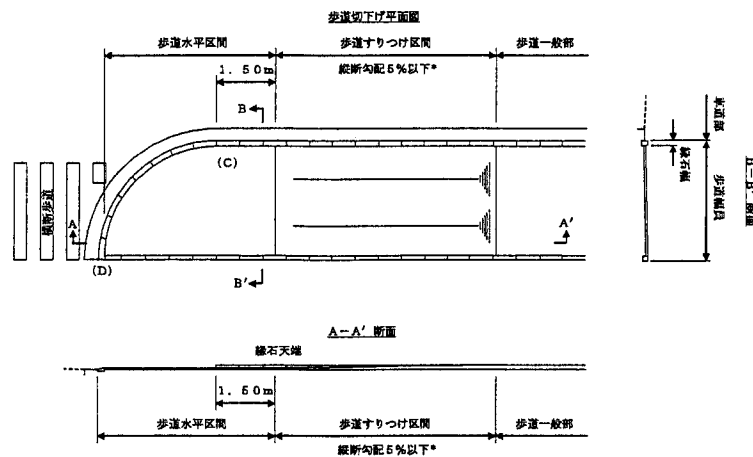 歩道切下げ平面図
歩道水平区間
歩道すりつけ区間
歩道一般部
1.50m
縦断勾配5%以下*
B
(C)
横断歩道
A
A'
(D)
B'
車道部
縁石幅
歩道幅員
B-B' 断面
A-A' 断面
縁石天端
1.50m
歩道水平区間
歩道すりつけ区間
歩道一般部
縦断勾配5%以下*